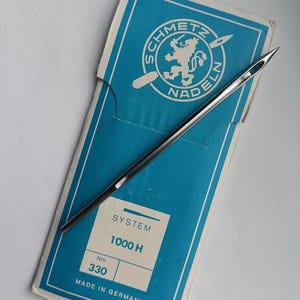 SCHMETZ
NADELN
SYSTEM
1000 H
Nm
330
MADE IN GERMANY